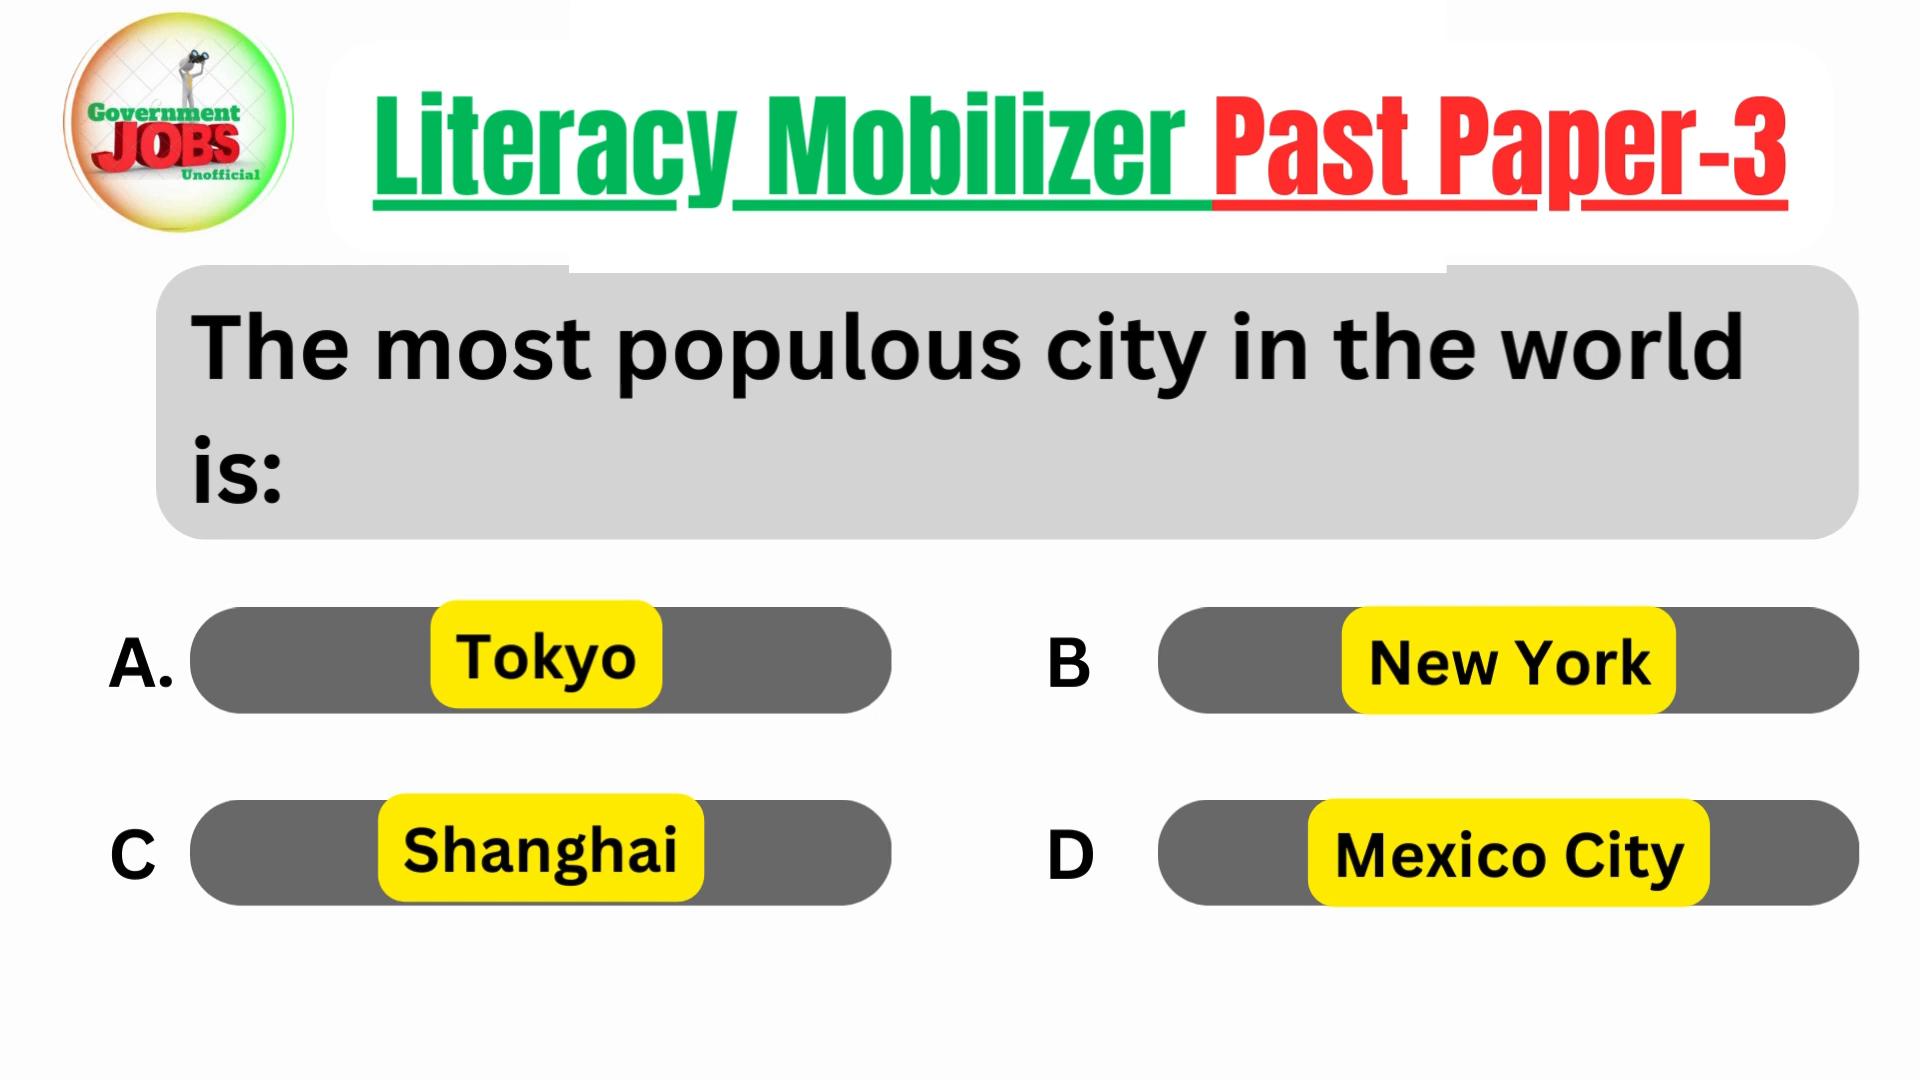 Government
JOBS
Unofficial
Literacy Mobilizer Past Paper-3
The most populous city in the world
is:
A. Tokyo
B New York
C Shanghai
D Mexico City